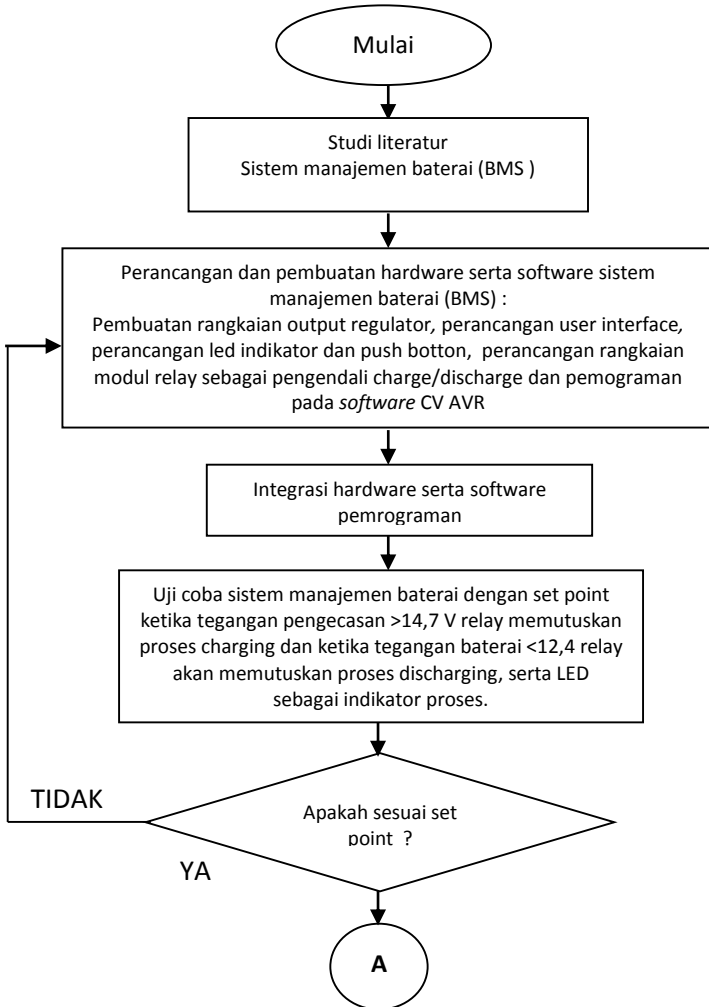 Mulai
Studi literatur
Sistem manajemen baterai (BMS )
Perancangan dan pembuatan hardware serta software sistem
manajemen baterai (BMS) :
Pembuatan rangkaian output regulator, perancangan user interface,
perancangan led indikator dan push botton, perancangan rangkaian
modul relay sebagai pengendali charge/discharge dan pemograman
pada software CV AVR
Integrasi hardware serta software
pemrograman
Uji coba sistem manajemen baterai dengan set point
ketika tegangan pengecasan >14,7 V relay memutuskan
proses charging dan ketika tegangan baterai <12,4 relay
akan memutuskan proses discharging, serta LED
sebagai indikator proses.
TIDAK
Apakah sesuai set
point ?
YA
A